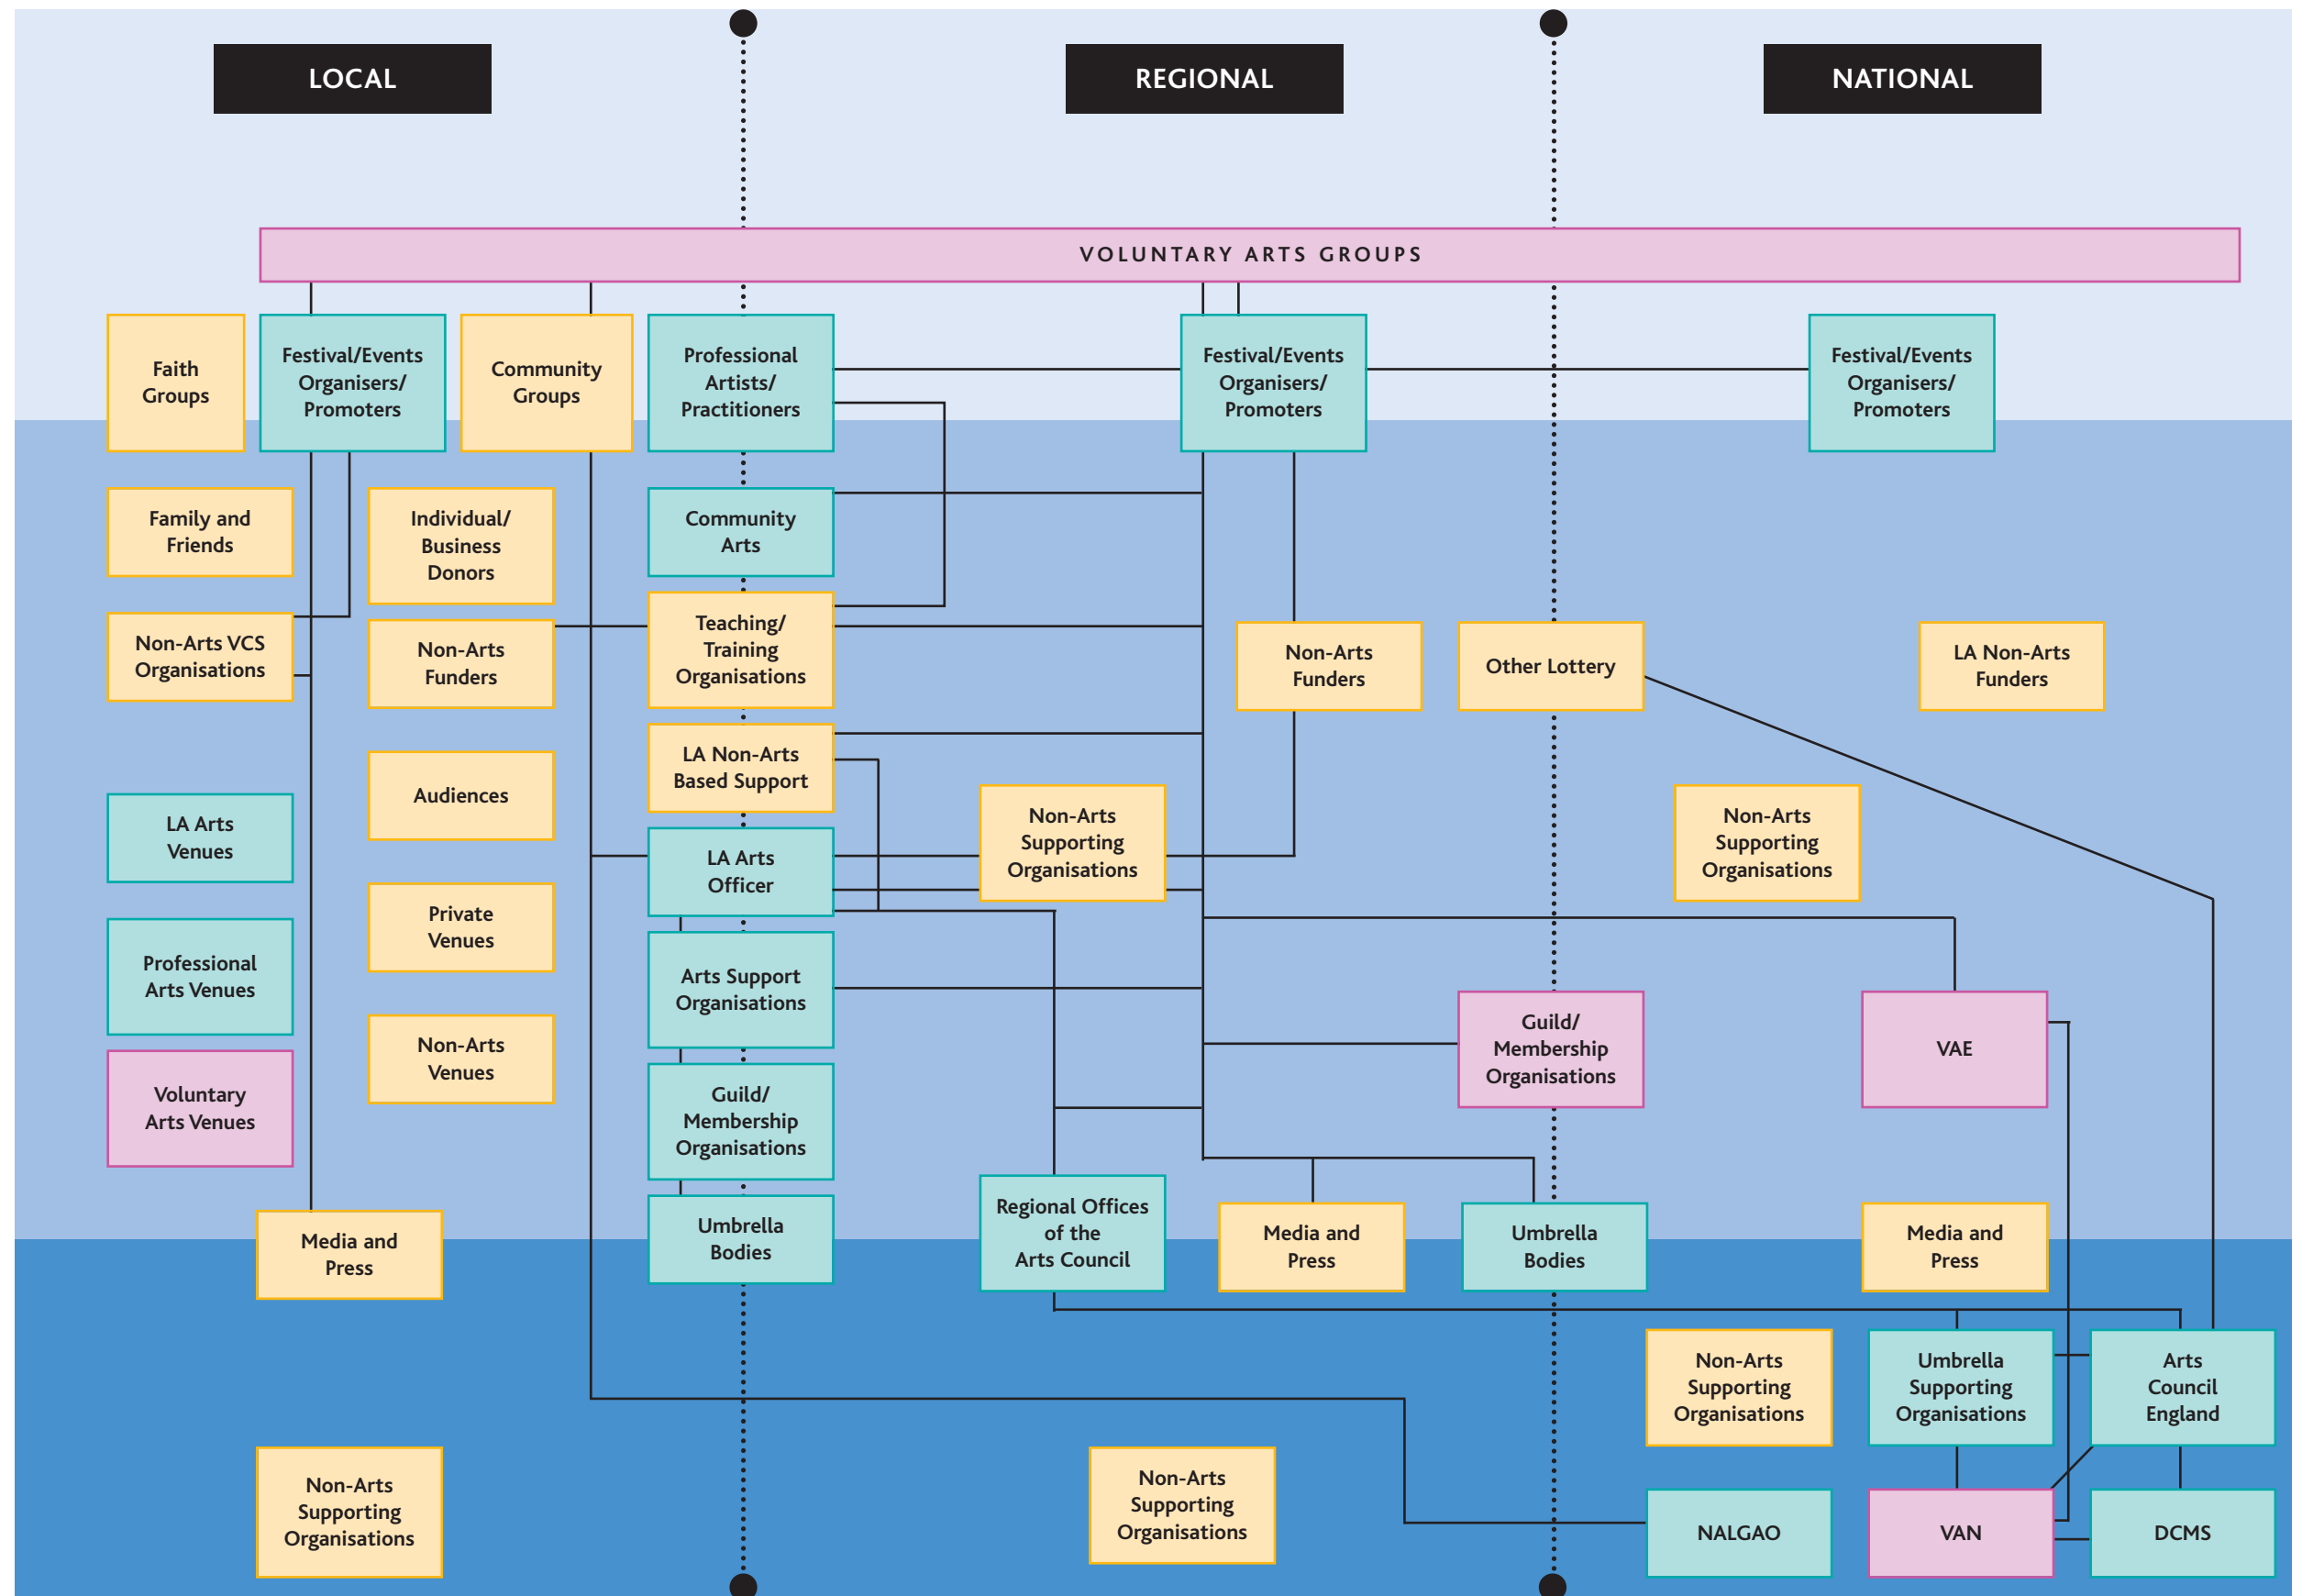 LOCAL
REGIONAL
NATIONAL
VOLUNTARY ARTS GROUPS
Faith
Groups
Festival/Events
Organisers/
Promoters
Community
Groups
Professional
Artists/
Practitioners
Festival/Events
Organisers/
Promoters
Festival/Events
Organisers/
Promoters
Family and
Friends
Individual/
Business
Donors
Community
Arts
Non-Arts VCS
Organisations
Non-Arts
Funders
Teaching/
Training
Organisations
Non-Arts
Funders
Other Lottery
LA Non-Arts
Funders
LA Arts
Venues
Audiences
LA Non-Arts
Based Support
Non-Arts
Supporting
Organisations
Non-Arts
Supporting
Organisations
LA Arts
Officer
Professional
Arts Venues
Private
Venues
Arts Support
Organisations
Voluntary
Arts Venues
Non-Arts
Venues
Guild/
Membership
Organisations
Guild/
Membership
Organisations
VAE
Media and
Press
Umbrella
Bodies
Regional Offices
of the
Arts Council
Media and
Press
Umbrella
Bodies
Media and
Press
Non-Arts
Supporting
Organisations
Umbrella
Supporting
Organisations
Arts
Council
England
Non-Arts
Supporting
Organisations
Non-Arts
Supporting
Organisations
NALGAO
VAN
DCMS